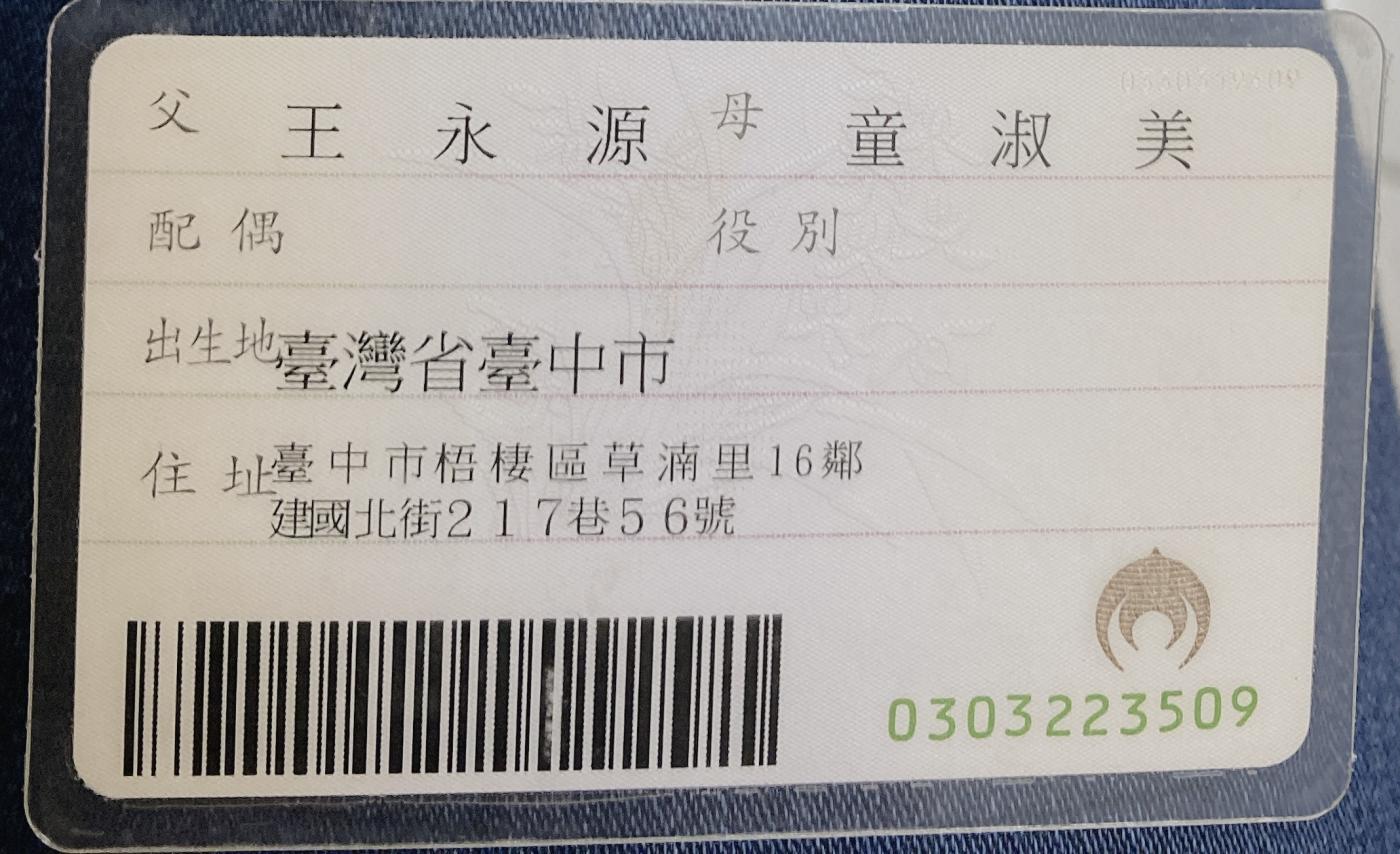 父 王永源 母 童淑美
配偶 役別
出生地 臺灣省臺中市
住址 臺中市梧棲區草湳里16鄰
建國北街217巷56號
0303223509